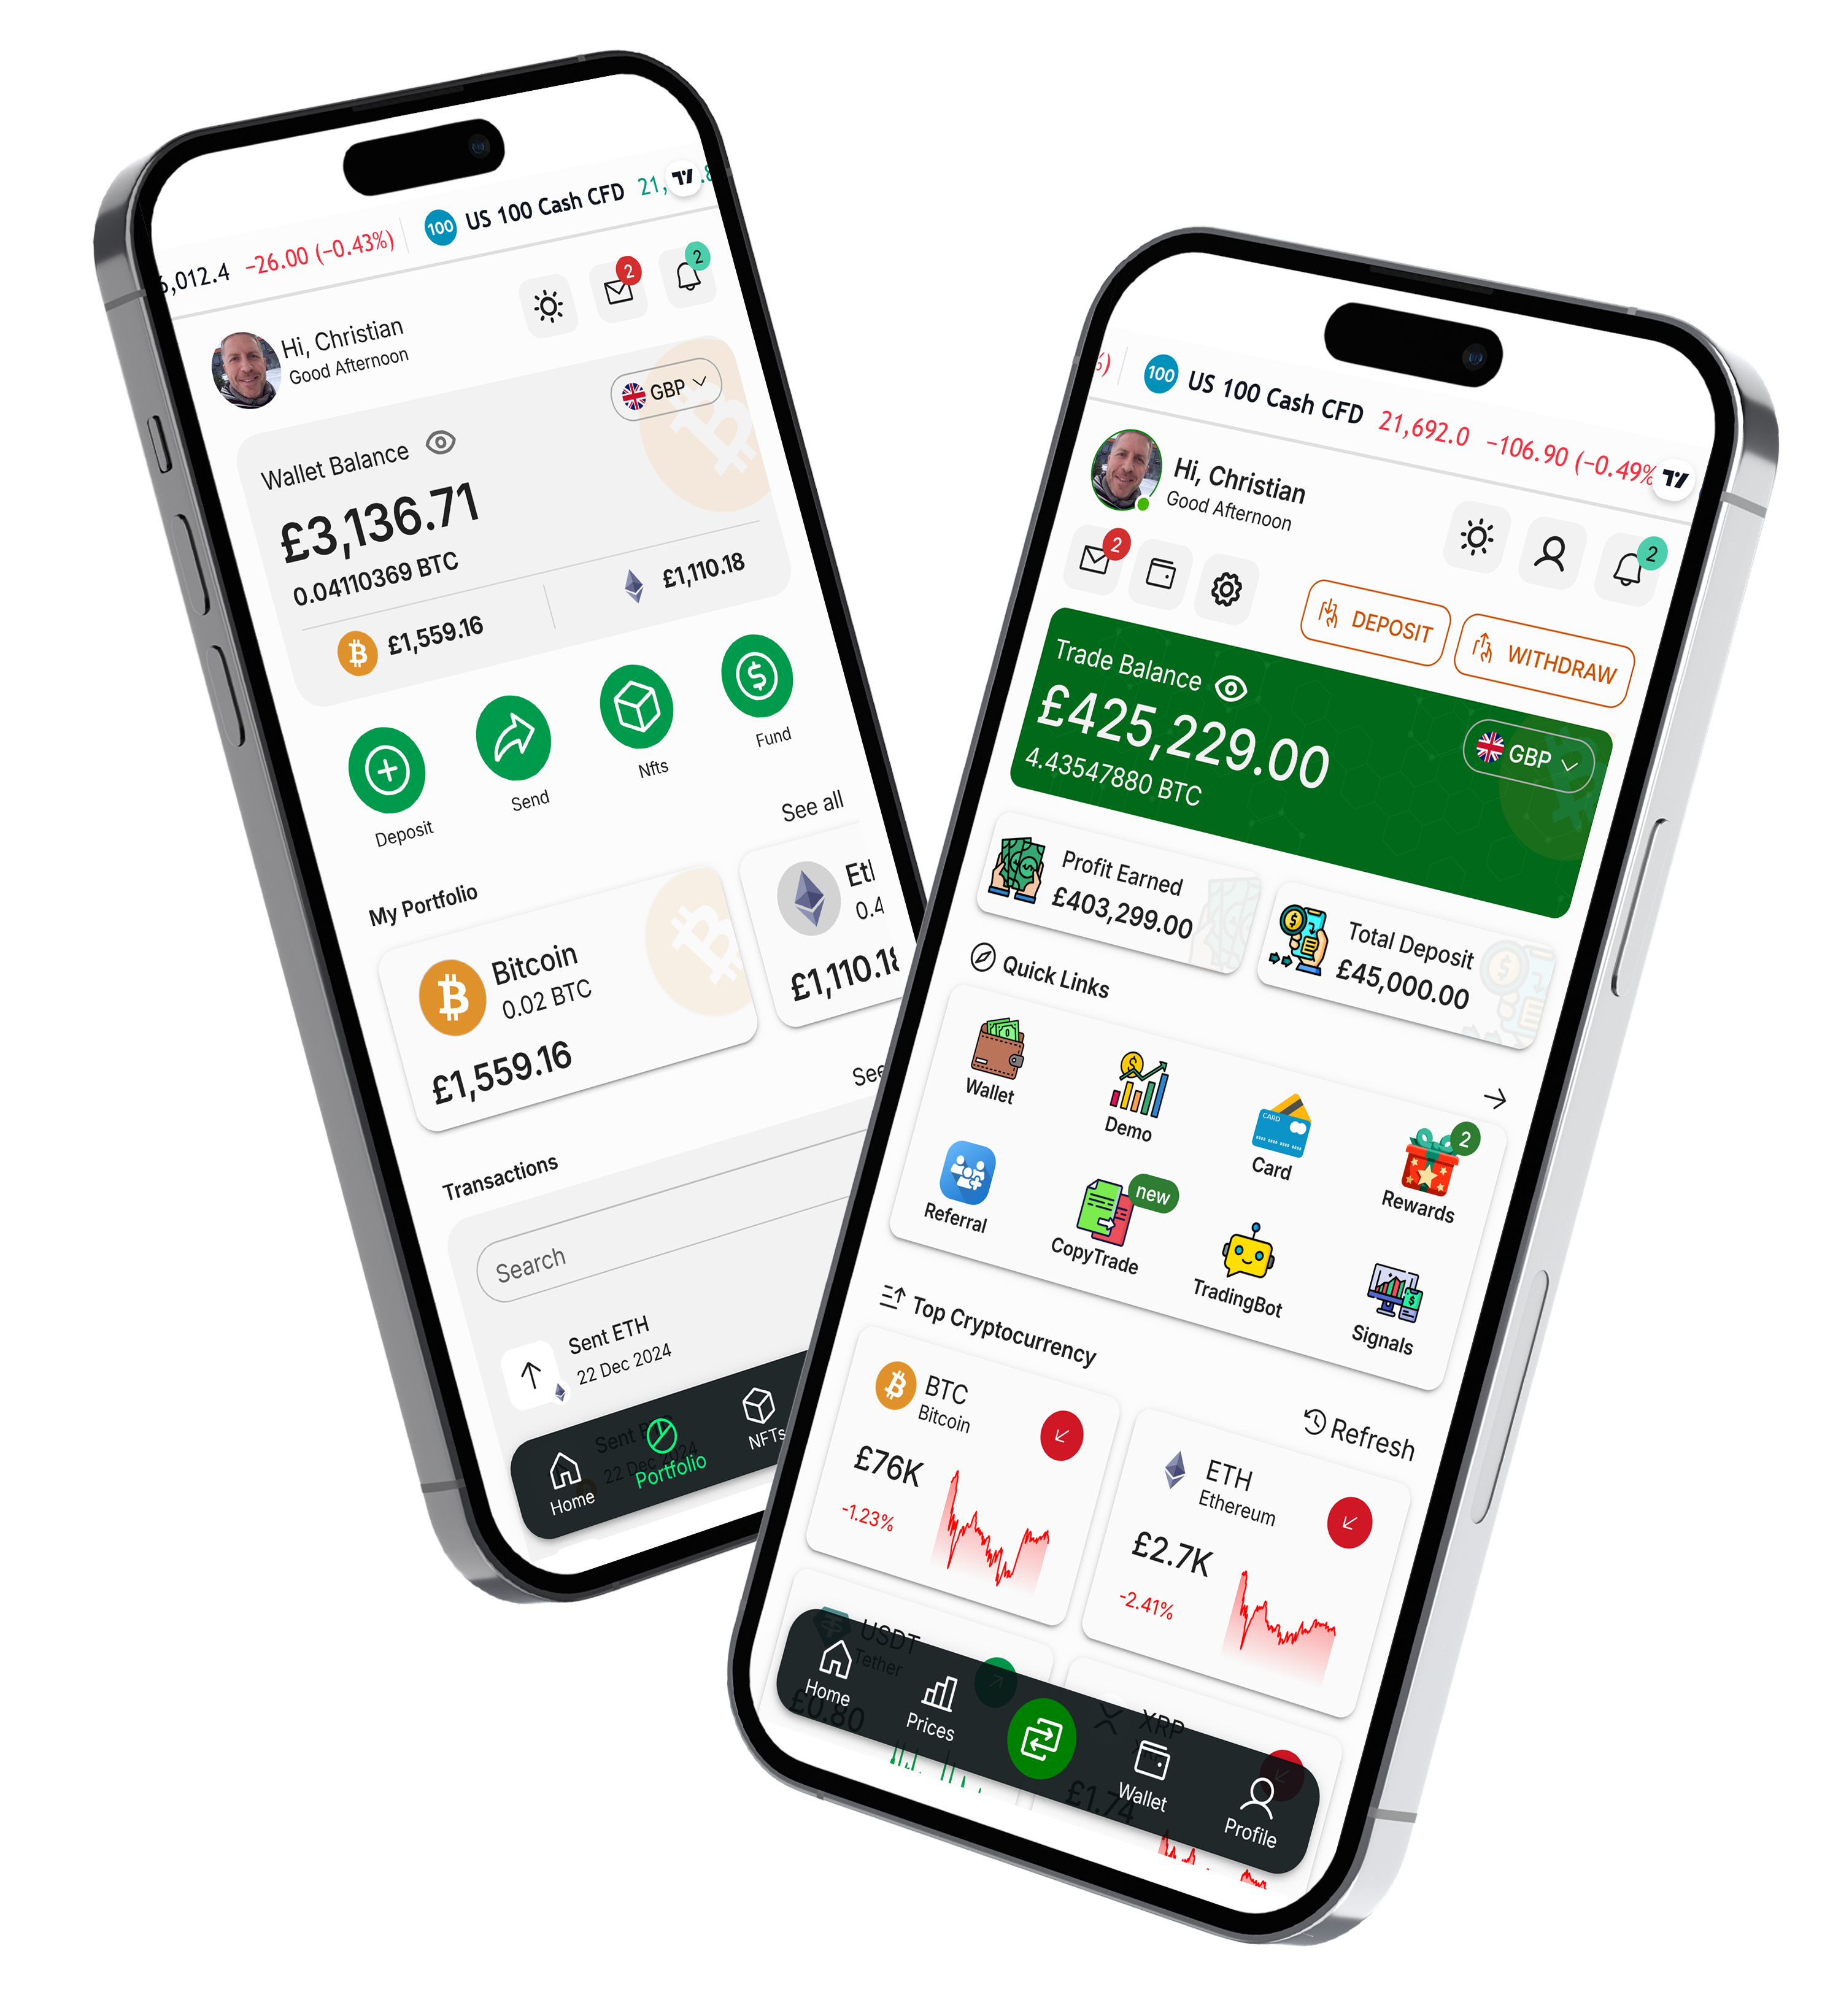 6,012.4 −26.00 (−0.43%) 100 US 100 Cash CFD 21,
Hi, Christian
Good Afternoon
2
2
Wallet Balance
GBP
£3,136.71
0.04110369 BTC
£1,559.16
£1,110.18
Deposit
Send
Nfts
Fund
See all
My Portfolio
Bitcoin
0.02 BTC
£1,559.16
0.4
£1,110.18
See
Transactions
Search
Sent ETH
22 Dec 2024
Sent
22 Dec 2024
Home
Portfolio
NFTs
%) 100 US 100 Cash CFD 21,692.0 −106.90 (−0.49%
Hi, Christian
Good Afternoon
2
2
DEPOSIT
WITHDRAW
Trade Balance
£425,229.00
4.43547880 BTC
GBP
Profit Earned
£403,299.00
Total Deposit
£45,000.00
Quick Links
Wallet
Demo
CARD
Card
2
Rewards
Referral
new
CopyTrade
TradingBot
Signals
Top Cryptocurrency
Refresh
BTC
Bitcoin
£76K
-1.23%
ETH
Ethereum
£2.7K
-2.41%
USDT
Tether
£0.80
XRP
£1.74
Home
Prices
Wallet
Profile